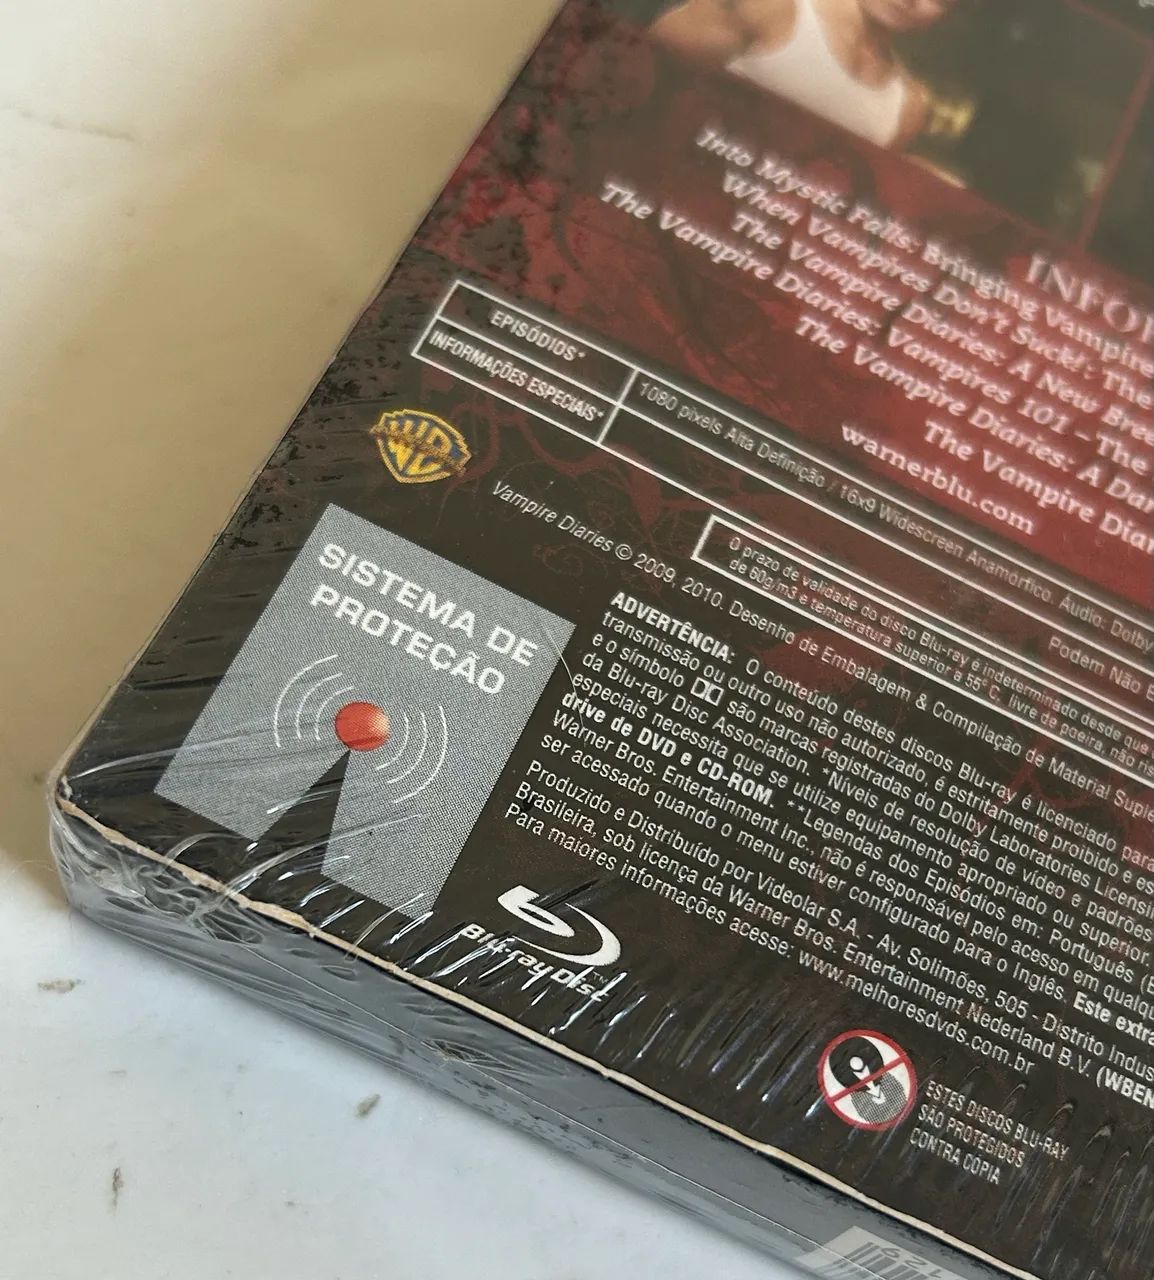 Into Mystic Falls: Bringing Vampire
When Vampires Don't Suck!: The
The Vampire Diaries: A New Bree
The Vampire Diaries: Vampires 101 – The
The Vampire Diaries: A Dar
The Vampire Diar
warnerblu.com
INFOR
EPISÓDIOS*
INFORMAÇÕES ESPECIAIS*
1080 pixels Alta Definição / 16x9 Widescreen Anamórfico. Áudio: Dolby
Podem Não E
WB
O prazo de validade do disco Blu-ray é indeterminado desde que
de 60g/m3 e temperatura superior a 55°C, livre de poeira, não ris
Vampire Diaries © 2009, 2010. Desenho de Embalagem & Compilação de Material Suple
SISTEMA DE
PROTEÇÃO
ADVERTÊNCIA: O conteúdo destes discos Blu-ray é licenciado para
transmissão ou outro uso não autorizado, é estritamente proibido e es
e o símbolo são marcas registradas do Dolby Laboratories Licensi
da Blu-ray Disc Association. *Níveis de resolução de vídeo e padrões
especiais necessita que se utilize equipamento apropriado ou superior.
drive de DVD e CD-ROM. **Legendas dos Episódios em: Português (B
Warner Bros. Entertainment Inc., não é responsável pelo acesso em qualqu
ser acessado quando o menu estiver configurado para o Inglês. Este extra
Produzido e Distribuído por Videolar S.A. - Av. Solimões, 505 - Distrito Indus
Brasileira, sob licença da Warner Bros. Entertainment Nederland B.V. (WBEN
Para maiores informações acesse: www.melhoresdvds.com.br
Blu-ray Disc™
ESTES DISCOS BLU-RAY
SÃO PROTEGIDOS
CONTRA CÓPIA